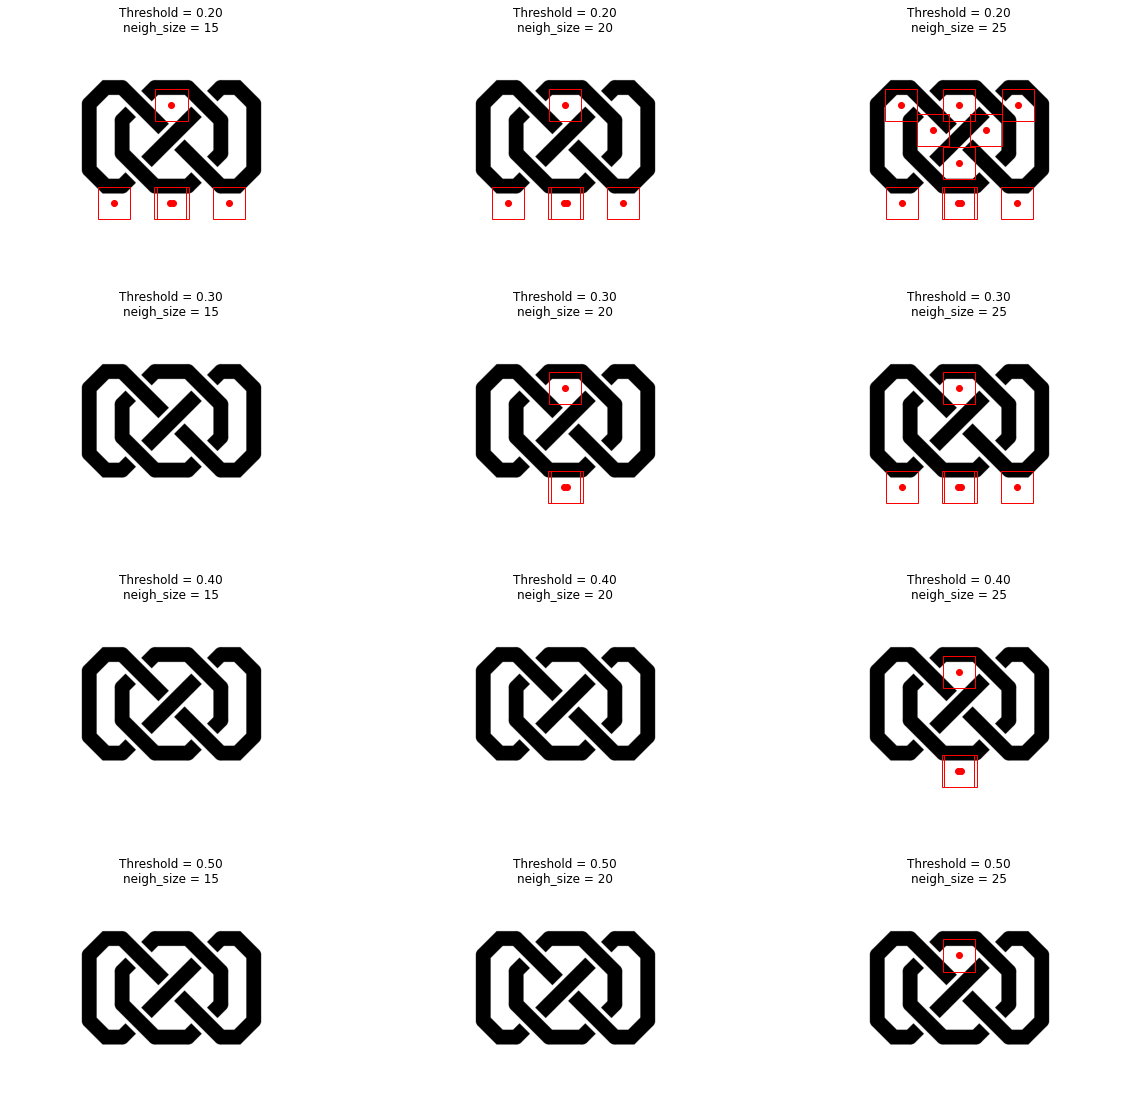 Threshold = 0.20
neigh_size = 15
Threshold = 0.20
neigh_size = 20
Threshold = 0.20
neigh_size = 25
Threshold = 0.30
neigh_size = 15
Threshold = 0.30
neigh_size = 20
Threshold = 0.30
neigh_size = 25
Threshold = 0.40
neigh_size = 15
Threshold = 0.40
neigh_size = 20
Threshold = 0.40
neigh_size = 25
Threshold = 0.50
neigh_size = 15
Threshold = 0.50
neigh_size = 20
Threshold = 0.50
neigh_size = 25